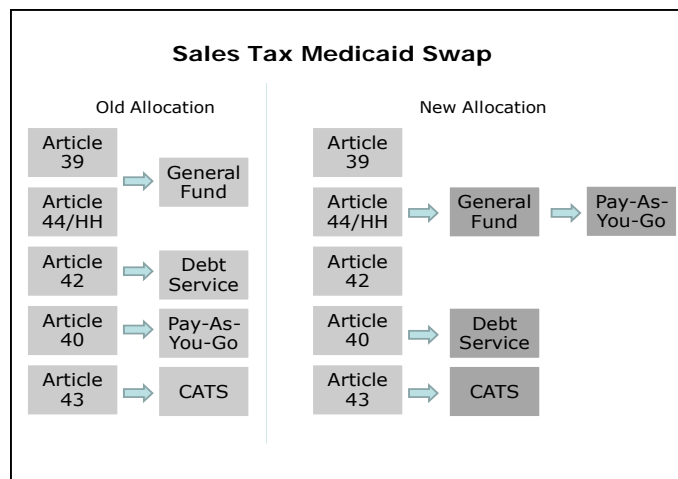 Sales Tax Medicaid Swap
Old Allocation
Article
39
General
Fund
Article
44/HH
Article
42
Debt
Service
Article
40
Pay-As-
You-Go
Article
43
CATS
New Allocation
Article
39
Article
44/HH
General
Fund
Pay-As-
You-Go
Article
42
Article
40
Debt
Service
Article
43
CATS